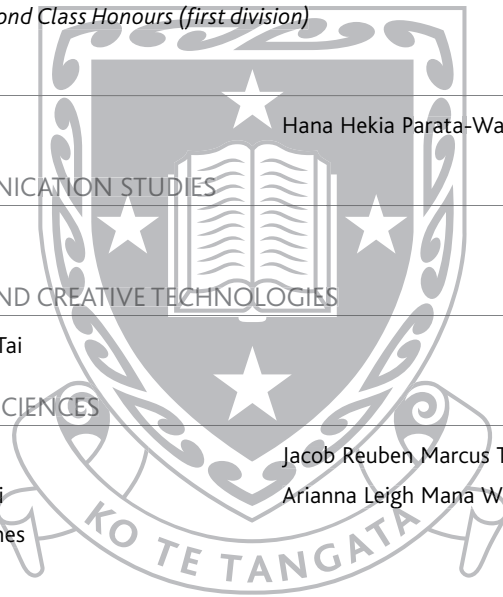 ond Class Honours (first division)
Hana Hekia Parata-Wa
NICATION STUDIES
ND CREATIVE TECHNOLOGIES
Tai
CIENCES
Jacob Reuben Marcus T
i Arianna Leigh Mana W
nes
KO TE TANGATA